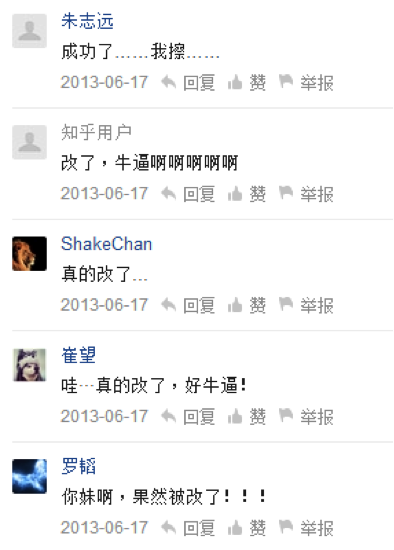 朱志远
成功了……我擦……
2013-06-17 回复 赞 举报
知乎用户
改了，牛逼啊啊啊啊啊
2013-06-17 回复 赞 举报
ShakeChan
真的改了...
2013-06-17 回复 赞 举报
崔望
哇…真的改了，好牛逼！
2013-06-17 回复 赞 举报
罗韬
你妹啊，果然被改了！！！
2013-06-17 回复 赞 举报